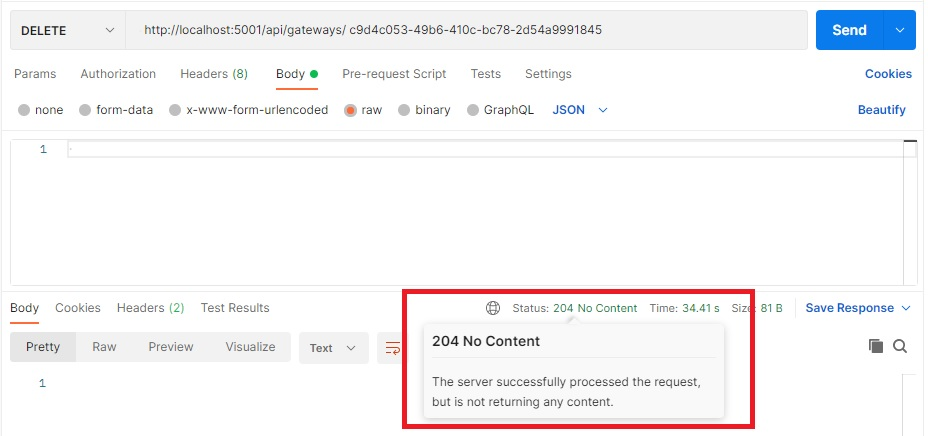 DELETE http://localhost:5001/api/gateways/ c9d4c053-49b6-410c-bc78-2d54a9991845 Send
Params Authorization Headers (8) Body Pre-request Script Tests Settings Cookies
none form-data x-www-form-urlencoded raw binary GraphQL JSON Beautify
1
Body Cookies Headers (2) Test Results Status: 204 No Content Time: 34.41 s Size: 81 B Save Response
Pretty Raw Preview Visualize Text
204 No Content
1
The server successfully processed the request,
but is not returning any content.